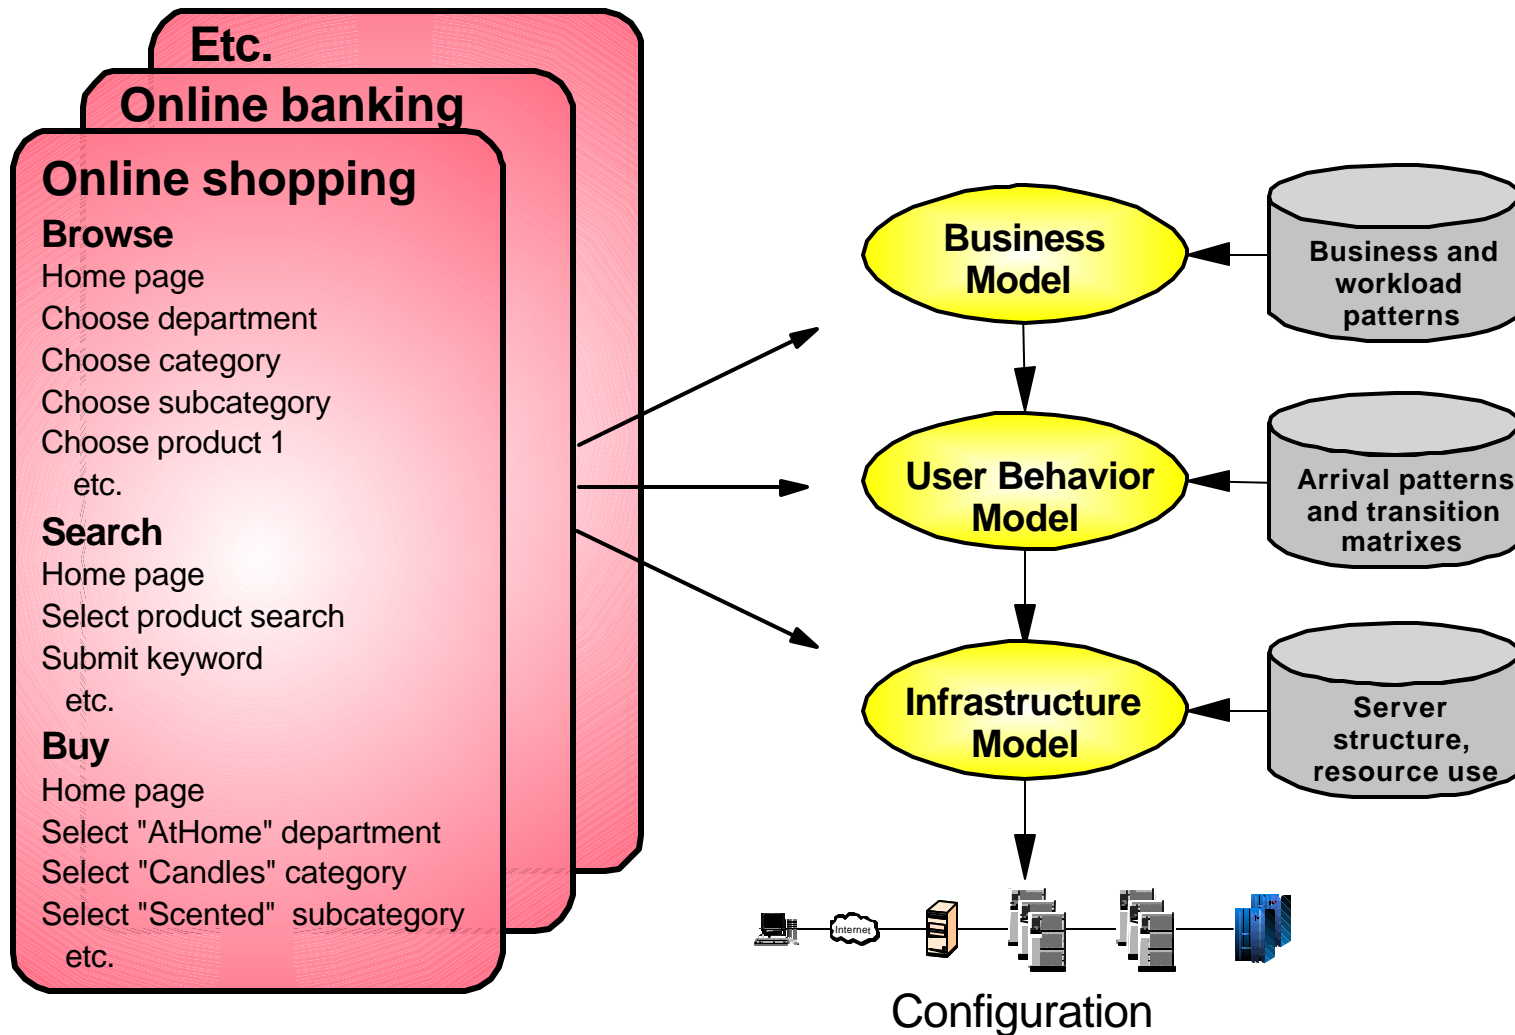 Etc.
Online banking
Online shopping
Browse
Home page
Choose department
Choose category
Choose subcategory
Choose product 1
etc.
Search
Home page
Select product search
Submit keyword
etc.
Buy
Home page
Select "AtHome" department
Select "Candles" category
Select "Scented" subcategory
etc.
Business
Model
Business and
workload
patterns
User Behavior
Model
Arrival patterns
and transition
matrixes
Infrastructure
Model
Server
structure,
resource use
Internet
Configuration